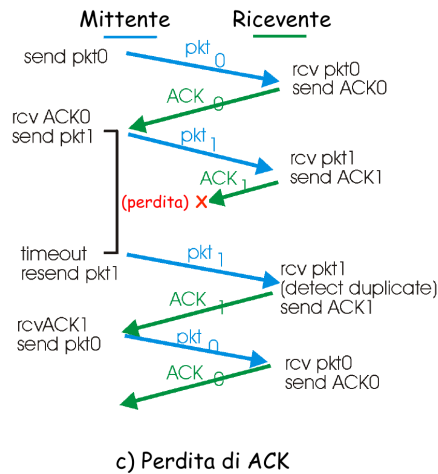 Mittente
Ricevente
send pkt0
pkt 0
rcv pkt0
send ACK0
ACK 0
rcv ACK0
send pkt1
pkt 1
rcv pkt1
send ACK1
ACK 1
(perdita) X
timeout
resend pkt1
pkt 1
rcv pkt1
(detect duplicate)
send ACK1
ACK 1
rcvACK1
send pkt0
pkt 0
rcv pkt0
send ACK0
ACK 0
c) Perdita di ACK